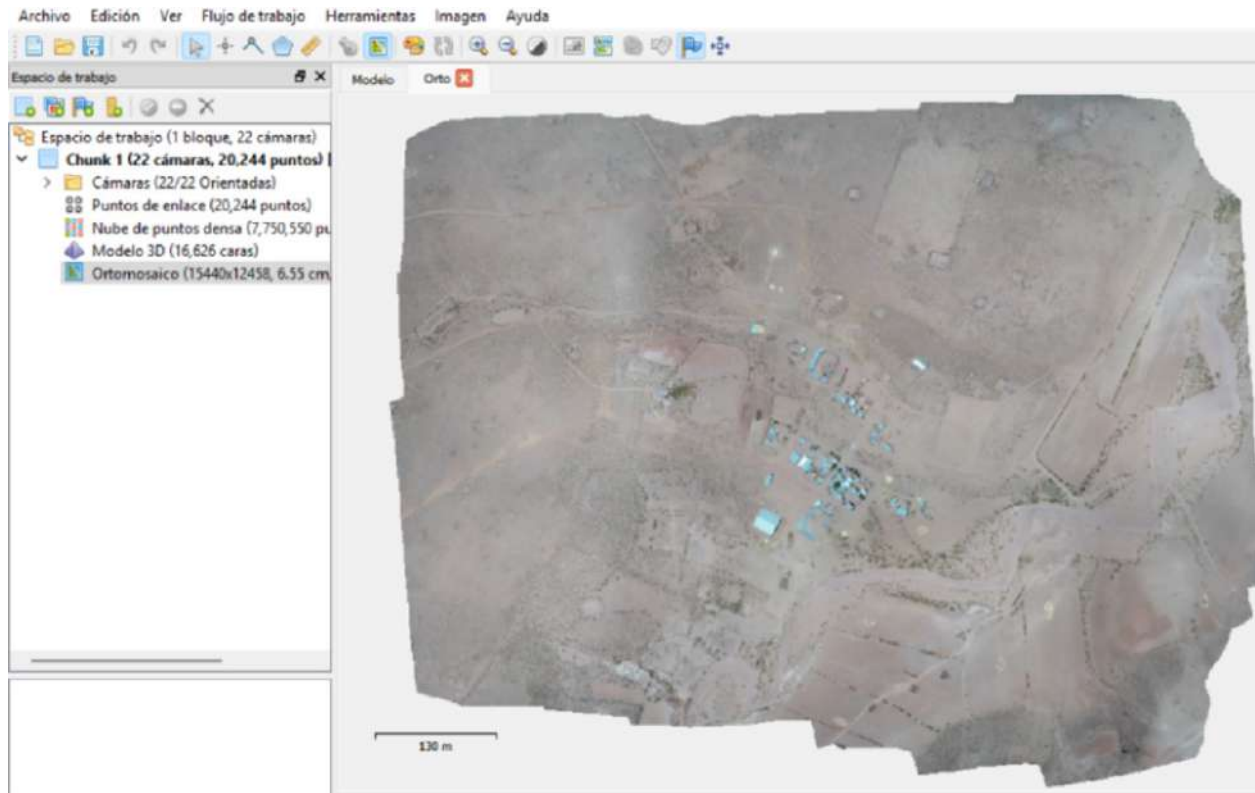 Archivo Edición Ver Flujo de trabajo Herramientas Imagen Ayuda
Espacio de trabajo
Modelo Orto
Espacio de trabajo (1 bloque, 22 cámaras)
Chunk 1 (22 cámaras, 20,244 puntos) [
Cámaras (22/22 Orientadas)
Puntos de enlace (20,244 puntos)
Nube de puntos densa (7,750,550 pu
Modelo 3D (16,626 caras)
Ortomosaico (15440x12458, 6.55 cm,
130 m